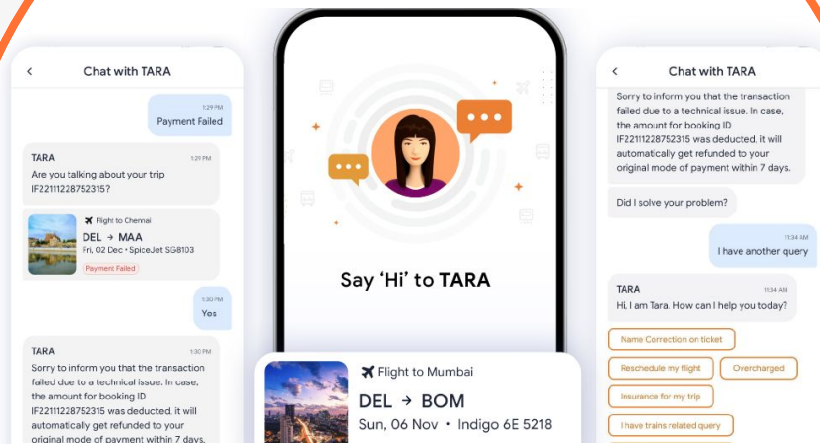 Chat with TARA
1:29 PM
Payment Failed
TARA
1:29 PM
Are you talking about your trip
IF22111228752315?
Flight to Chennai
DEL → MAA
Fri, 02 Dec • SpiceJet SG8103
Payment Failed
1:30 PM
Yes
TARA
1:30 PM
Sorry to inform you that the transaction
failed due to a technical issue. In case,
the amount for booking ID
IF22111228752315 was deducted, it will
automatically get refunded to your
original mode of payment within 7 days.
Say ‘Hi’ to TARA
Flight to Mumbai
DEL → BOM
Sun, 06 Nov • Indigo 6E 5218
Chat with TARA
Sorry to inform you that the transaction
failed due to a technical issue. In case,
the amount for booking ID
IF22111228752315 was deducted, it will
automatically get refunded to your
original mode of payment within 7 days.
Did I solve your problem?
11:34 AM
I have another query
TARA
11:34 AM
Hi, I am Tara. How can I help you today?
Name Correction on ticket
Reschedule my flight
Overcharged
Insurance for my trip
I have trains related query